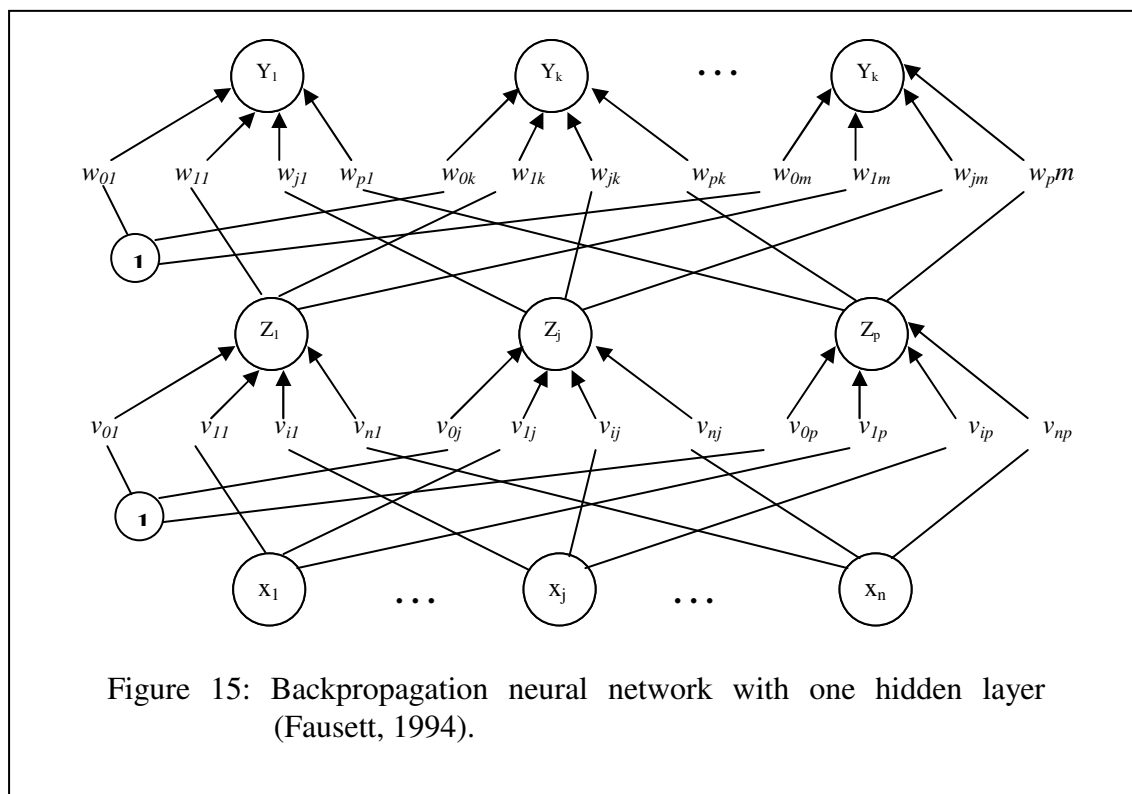 Y₁ Yₖ ... Yₖ
w₀₁ w₁₁ wⱼ₁ wₚ₁ w₀ₖ w₁ₖ wⱼₖ wₚₖ w₀ₘ w₁ₘ wⱼₘ wₚm
1
Z₁ Zⱼ Zₚ
v₀₁ v₁₁ vᵢ₁ vₙ₁ v₀ⱼ v₁ⱼ vᵢⱼ vₙⱼ v₀ₚ v₁ₚ vᵢₚ vₙₚ
1
x₁ ... xⱼ ... xₙ
Figure 15: Backpropagation neural network with one hidden layer
(Fausett, 1994).